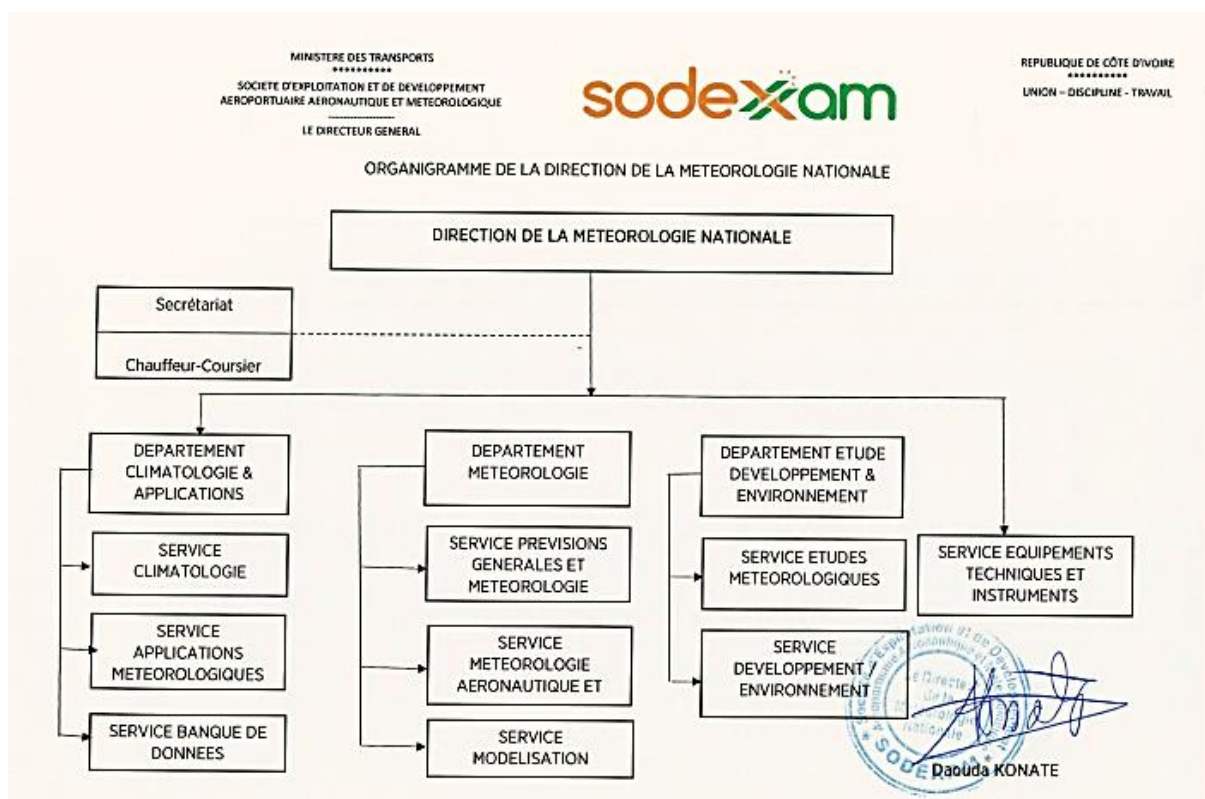 MINISTERE DES TRANSPORTS
**********
SOCIETE D'EXPLOITATION ET DE DEVELOPPEMENT
AEROPORTUAIRE AERONAUTIQUE ET METEOROLOGIQUE
LE DIRECTEUR GENERAL
sodexam
REPUBLIQUE DE CÔTE D'IVOIRE
**********
UNION – DISCIPLINE - TRAVAIL
ORGANIGRAMME DE LA DIRECTION DE LA METEOROLOGIE NATIONALE
DIRECTION DE LA METEOROLOGIE NATIONALE
Secrétariat
Chauffeur-Coursier
DEPARTEMENT
CLIMATOLOGIE &
APPLICATIONS
SERVICE
CLIMATOLOGIE
SERVICE
APPLICATIONS
METEOROLOGIQUES
SERVICE BANQUE DE
DONNEES
DEPARTEMENT
METEOROLOGIE
SERVICE PREVISIONS
GENERALES ET
METEOROLOGIE
SERVICE
METEOROLOGIE
AERONAUTIQUE ET
SERVICE
MODELISATION
DEPARTEMENT ETUDE
DEVELOPPEMENT &
ENVIRONNEMENT
SERVICE ETUDES
METEOROLOGIQUES
SERVICE
DEVELOPPEMENT /
ENVIRONNEMENT
SERVICE EQUIPEMENTS
TECHNIQUES ET
INSTRUMENTS
Nationale
SODEXAM
Daouda KONATE